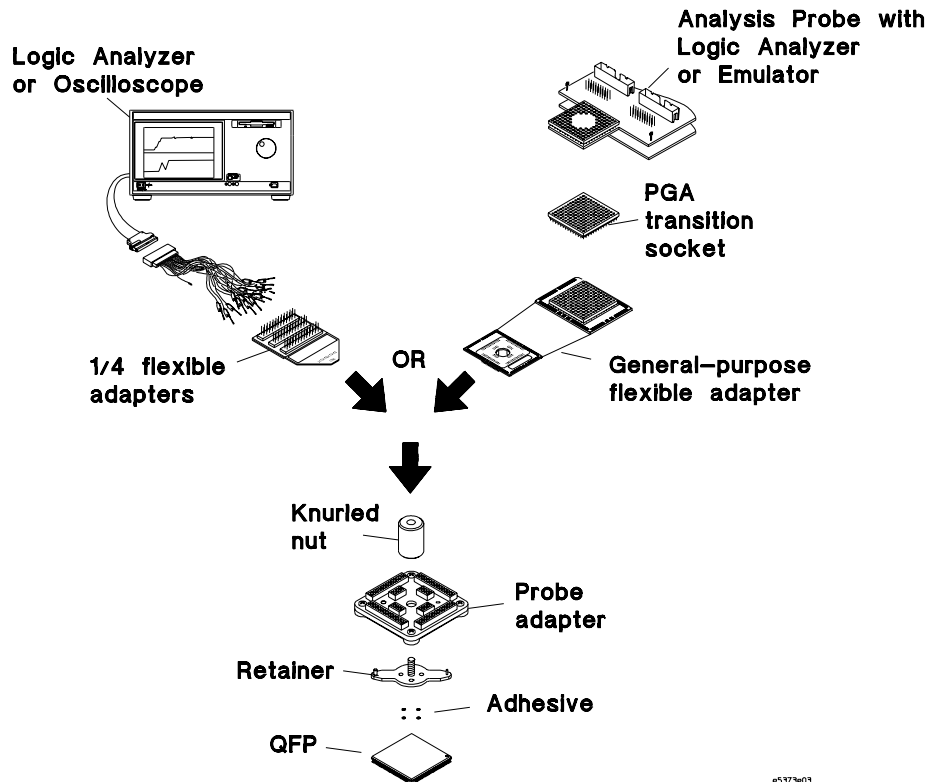 Analysis Probe with
Logic Analyzer
or Emulator
Logic Analyzer
or Oscilloscope
PGA
transition
socket
1/4 flexible
adapters
OR
General-purpose
flexible adapter
Knurled
nut
Probe
adapter
Retainer
Adhesive
QFP
e5373e03